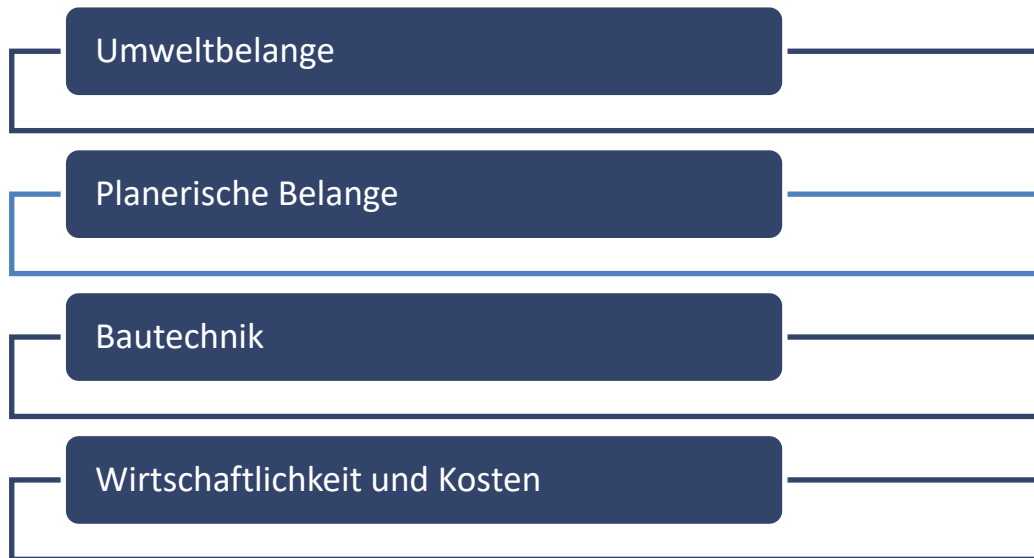 Umweltbelange
Planerische Belange
Bautechnik
Wirtschaftlichkeit und Kosten